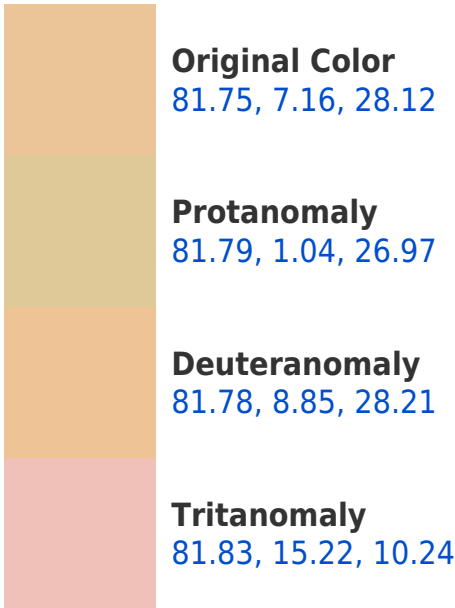 Original Color
81.75, 7.16, 28.12
Protanomaly
81.79, 1.04, 26.97
Deuteranomaly
81.78, 8.85, 28.21
Tritanomaly
81.83, 15.22, 10.24